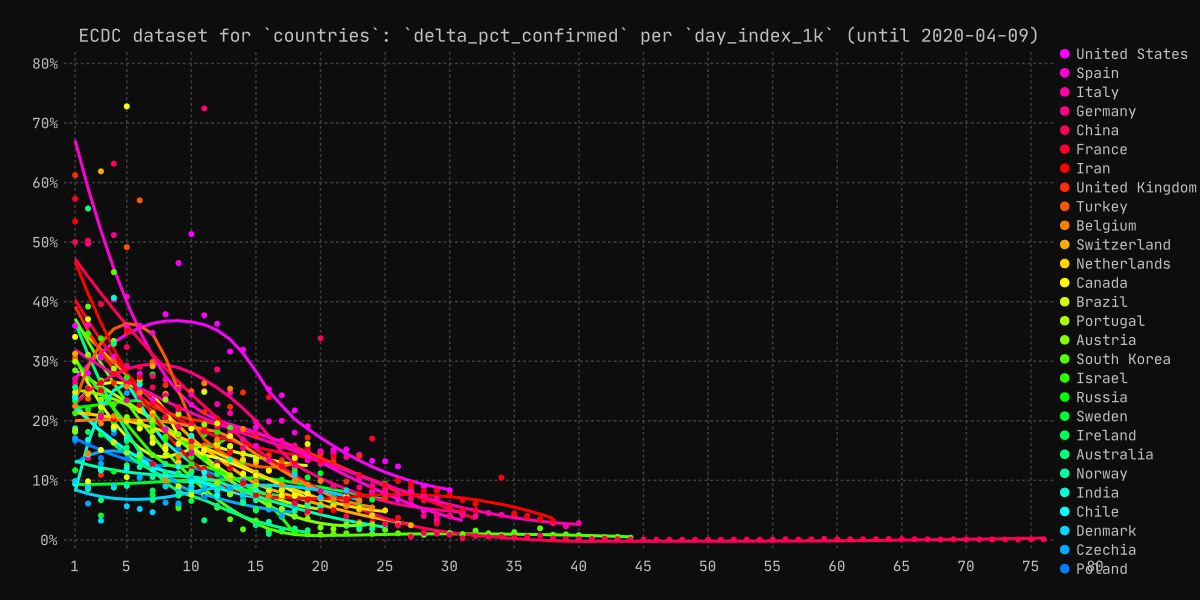 ECDC dataset for `countries`: `delta_pct_confirmed` per `day_index_1k` (until 2020-04-09)
80%
70%
60%
50%
40%
30%
20%
10%
0%
1 5 10 15 20 25 30 35 40 45 50 55 60 65 70 75 80
United States
Spain
Italy
Germany
China
France
Iran
United Kingdom
Turkey
Belgium
Switzerland
Netherlands
Canada
Brazil
Portugal
Austria
South Korea
Israel
Russia
Sweden
Ireland
Australia
Norway
India
Chile
Denmark
Czechia
Poland